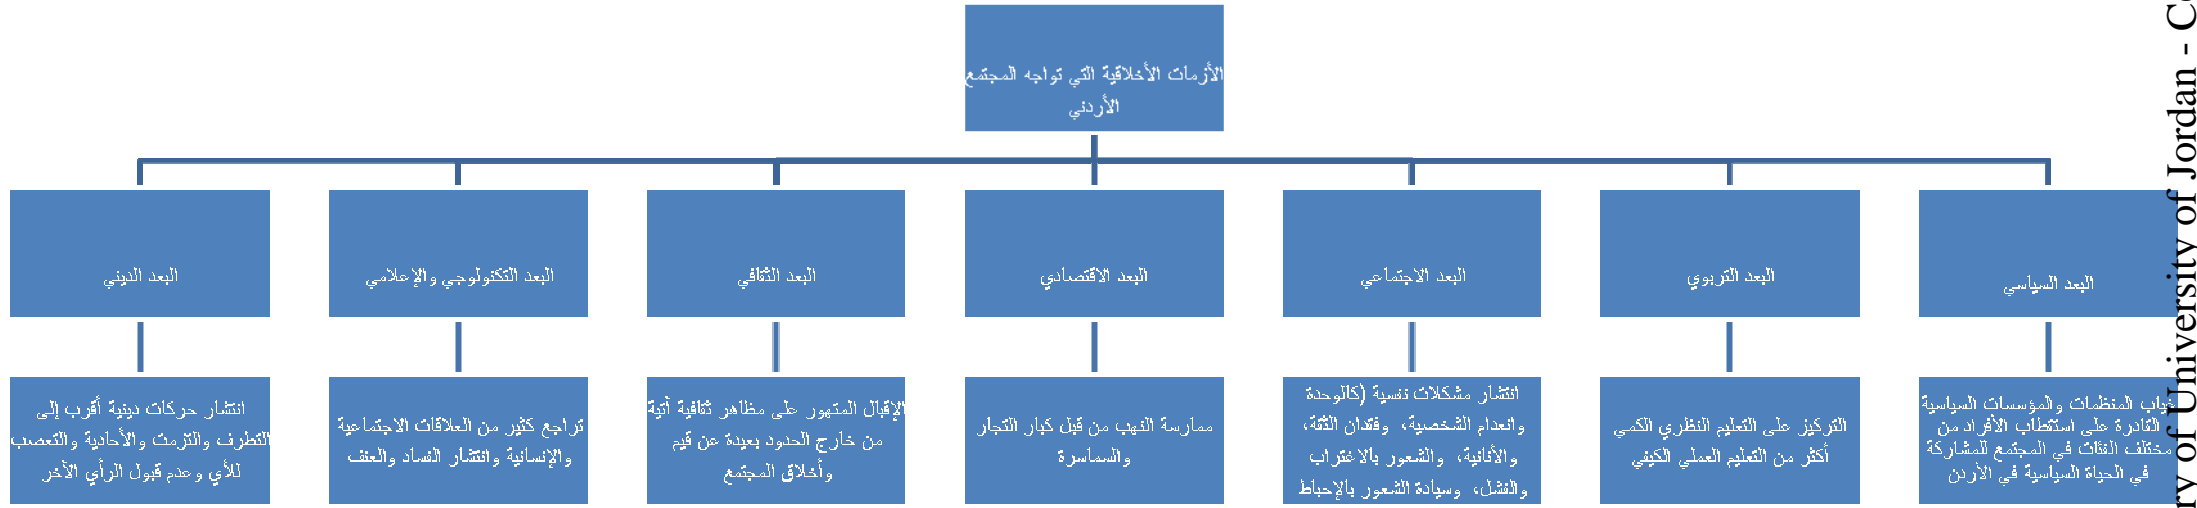 الأزمات الأخلاقية التي تواجه المجتمع
الأردني
البعد السياسي
البعد التربوي
البعد الاجتماعي
البعد الاقتصادي
البعد الثقافي
البعد التكنولوجي والإعلامي
البعد الديني
غياب المنظمات والمؤسسات السياسية
القادرة على استقطاب الأفراد من
مختلف الفئات في المجتمع للمشاركة
في الحياة السياسية في الأردن
التركيز على التعليم النظري الكمي
أكثر من التعليم العملي الكيفي
انتشار مشكلات نفسية (كالوحدة
وانعدام الشخصية، وفقدان الثقة،
والأنانية، والشعور بالاغتراب
والفشل، وسيادة الشعور بالإحباط
ممارسة النهب من قبل كبار التجار
والسماسرة
الإقبال المتهور على مظاهر ثقافية أتية
من خارج الحدود بعيدة عن قيم
وأخلاق المجتمع
تراجع كثير من العلاقات الاجتماعية
والإنسانية وانتشار الفساد والعنف
انتشار حركات دينية أقرب إلى
التطرف والتزمت والأحادية والتعصب
للأي وعدم قبول الرأي الآخر
of University of Jordan -